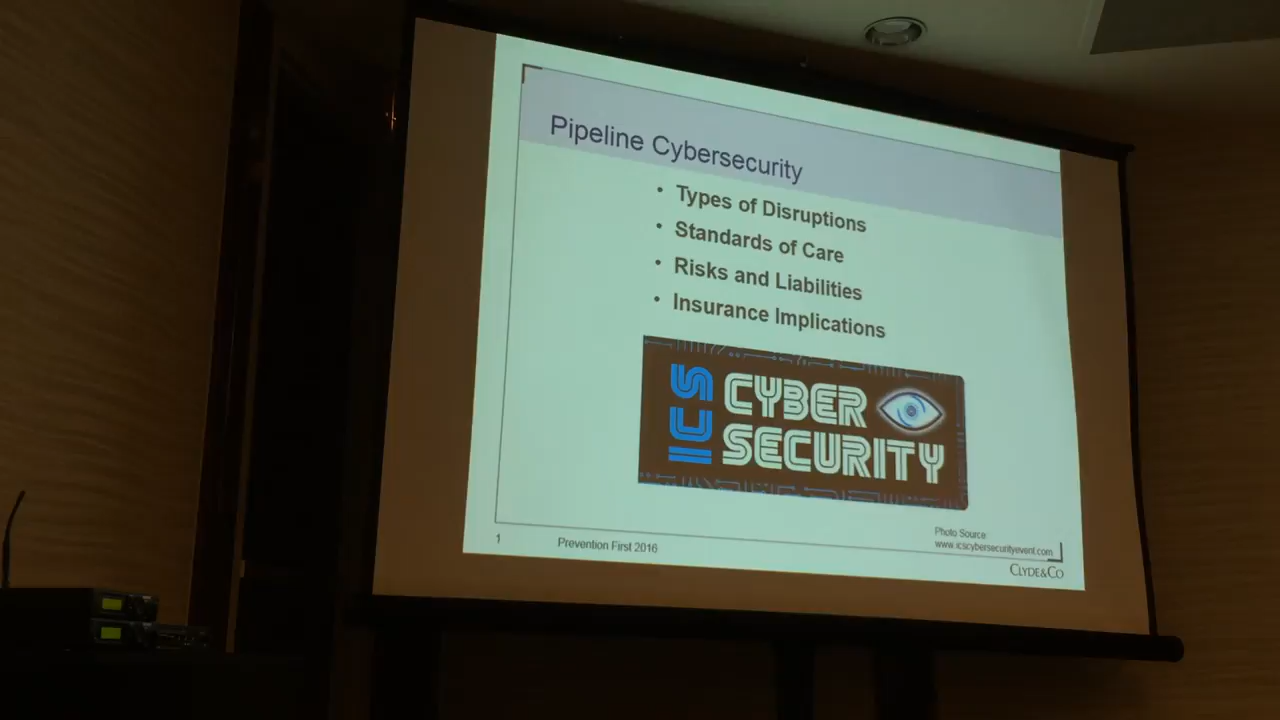 Pipeline Cybersecurity
• Types of Disruptions
• Standards of Care
• Risks and Liabilities
• Insurance Implications
ICS
CYBER
SECURITY
Photo Source
www.icscybersecurityevent.com
1
Prevention First 2016
CLYDE&CO